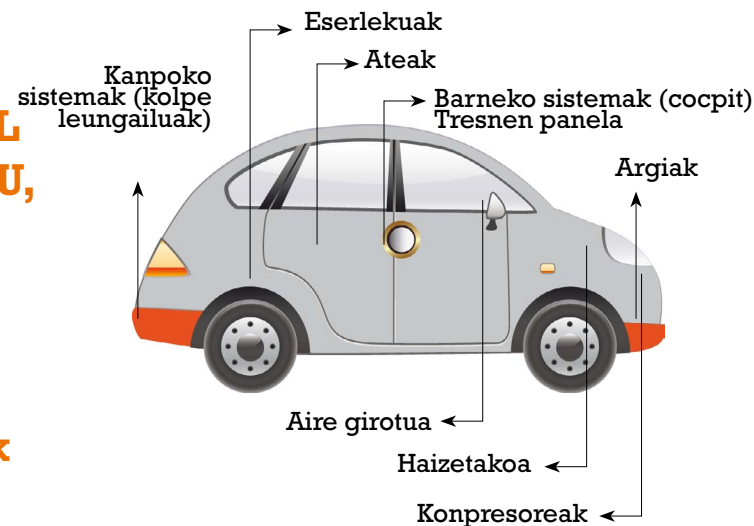 Eserlekuak
Ateak
Kanpoko
sistemak (kolpe
leungailuak)
Barneko sistemak (cocpit)
Tresnen panela
L
U,
Argiak
Aire girotua
k
Haizetakoa
Konpresoreak